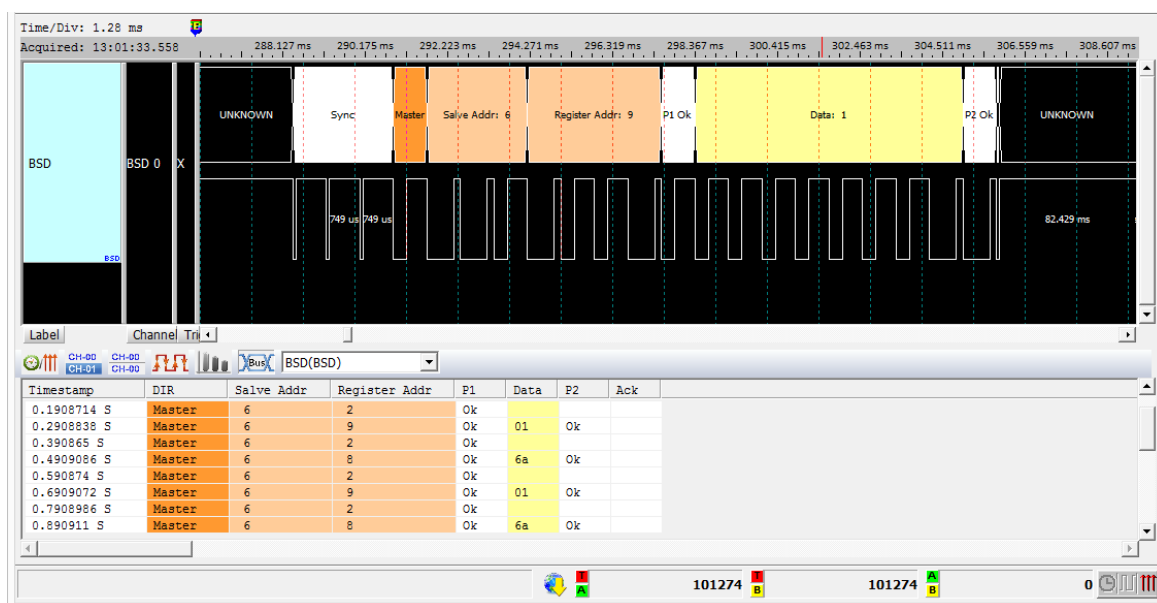 Time/Div: 1.28 ms
Acquired: 13:01:33.558
288.127 ms 290.175 ms 292.223 ms 294.271 ms 296.319 ms 298.367 ms 300.415 ms 302.463 ms 304.511 ms 306.559 ms 308.607 ms
UNKNOWN Sync Master Salve Addr: 6 Register Addr: 9 P1 Ok Data: 1 P2 Ok UNKNOWN
BSD BSD 0 X
749 us 749 us 82.429 ms
BSD
Label Channel Tri
CH-00 CH-00
CH-01 CH-00
Bus BSD(BSD)
Timestamp DIR Salve Addr Register Addr P1 Data P2 Ack
0.1908714 S Master 6 2 Ok
0.2908838 S Master 6 9 Ok 01 Ok
0.390865 S Master 6 2 Ok
0.4909086 S Master 6 8 Ok 6a Ok
0.590874 S Master 6 2 Ok
0.6909072 S Master 6 9 Ok 01 Ok
0.7908986 S Master 6 2 Ok
0.890911 S Master 6 8 Ok 6a Ok
T A 101274 T B 101274 A B 0